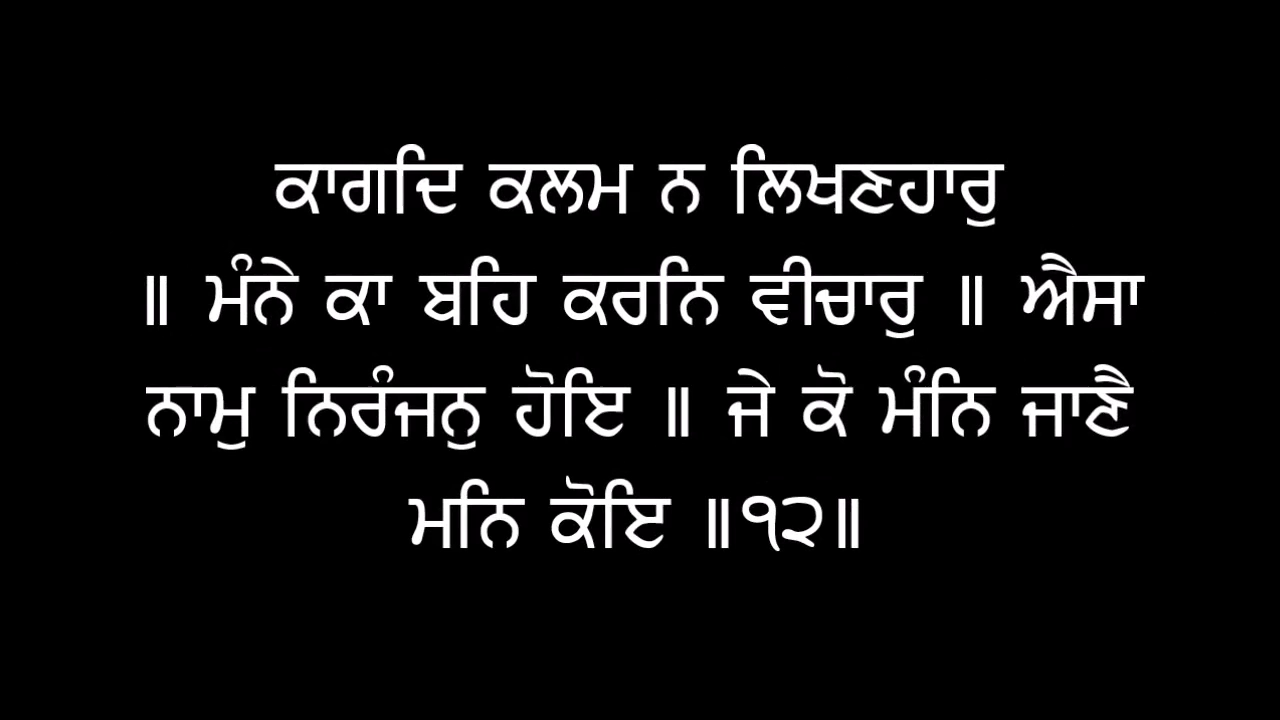 ਕਾਗਦਿ ਕਲਮ ਨ ਲਿਖਣਹਾਰੁ
॥ ਮੰਨੇ ਕਾ ਬਹਿ ਕਰਨਿ ਵੀਚਾਰੁ ॥ ਐਸਾ
ਨਾਮੁ ਨਿਰੰਜਨੁ ਹੋਇ ॥ ਜੇ ਕੋ ਮੰਨਿ ਜਾਣੈ
ਮਨਿ ਕੋਇ ॥੧੨॥